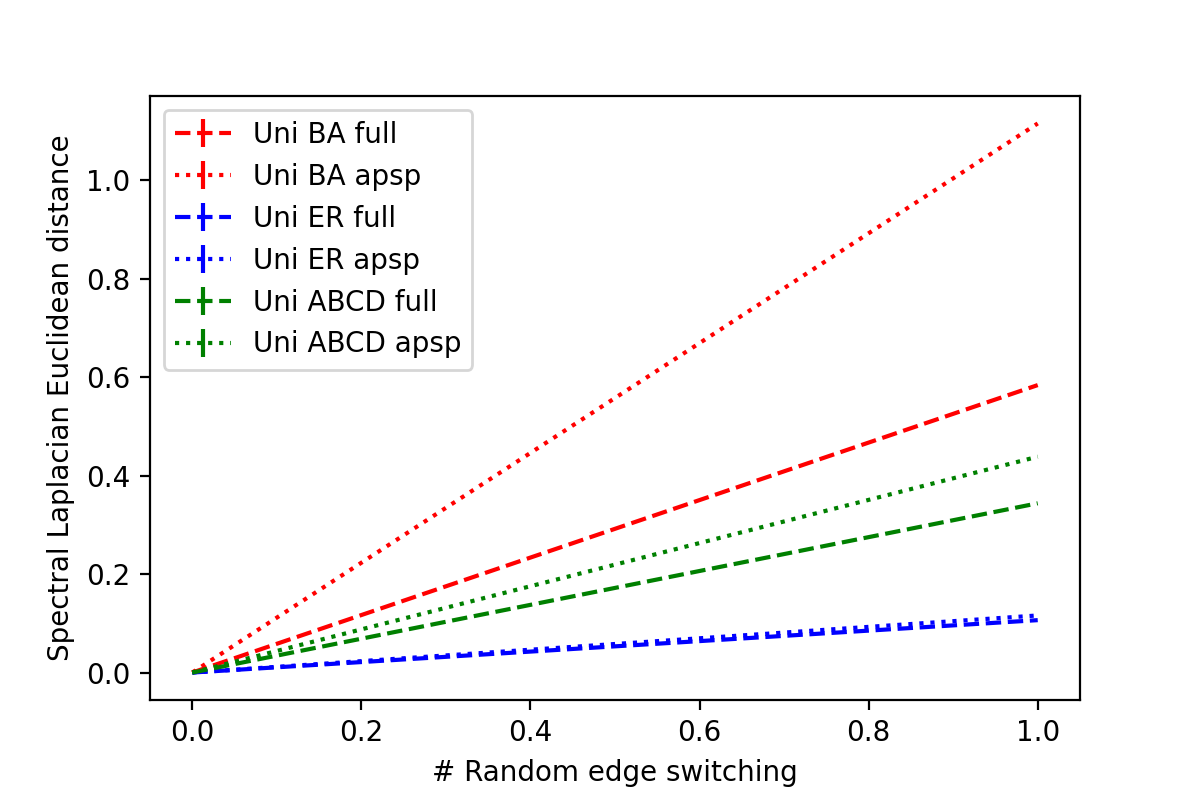 Uni BA full
Uni BA apsp
Uni ER full
Uni ER apsp
Uni ABCD full
Uni ABCD apsp
Spectral Laplacian Euclidean distance
1.0
0.8
0.6
0.4
0.2
0.0
0.0 0.2 0.4 0.6 0.8 1.0
# Random edge switching